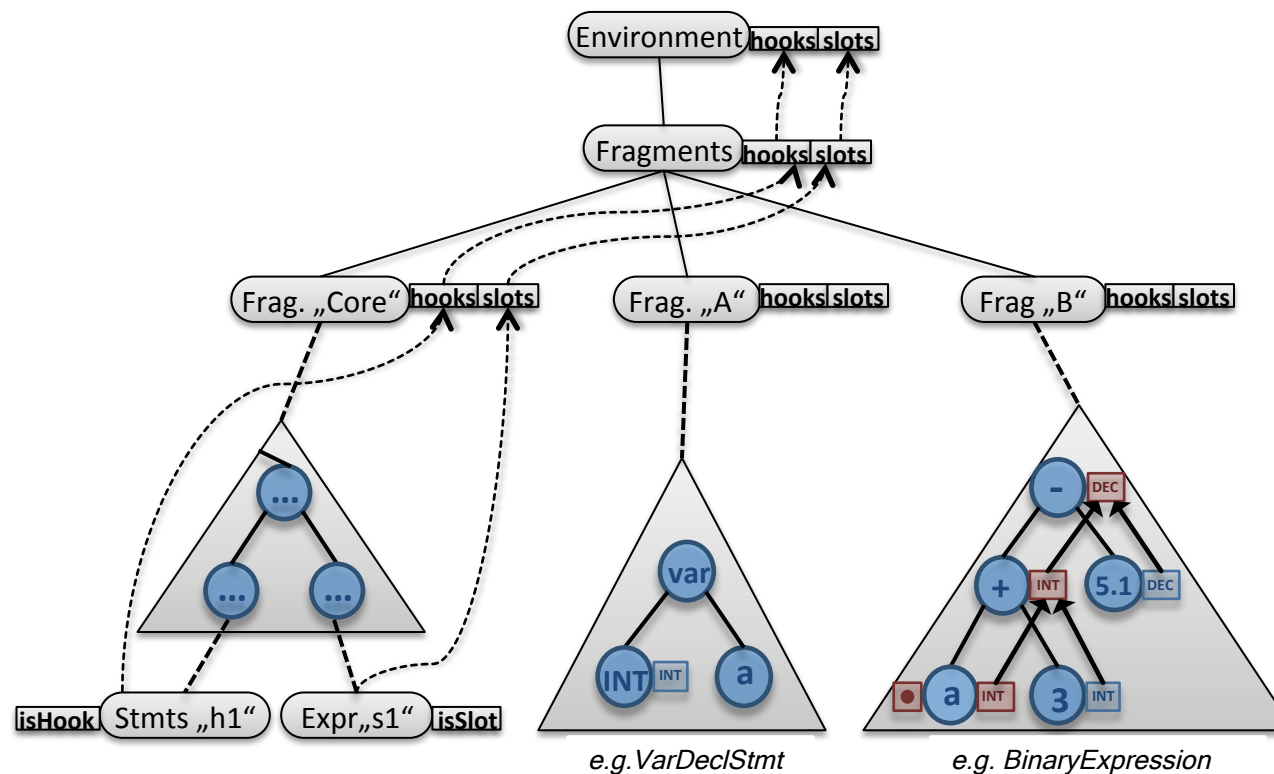 Environment hooks slots
Fragments hooks slots
Frag. „Core“ hooks slots
Frag. „A“ hooks slots
Frag „B“ hooks slots
...
... ...
isHook Stmts „h1“
Expr„s1“ isSlot
var
INT INT a
e.g.VarDeclStmt
- DEC
+ INT 5.1 DEC
a INT 3 INT
e.g. BinaryExpression